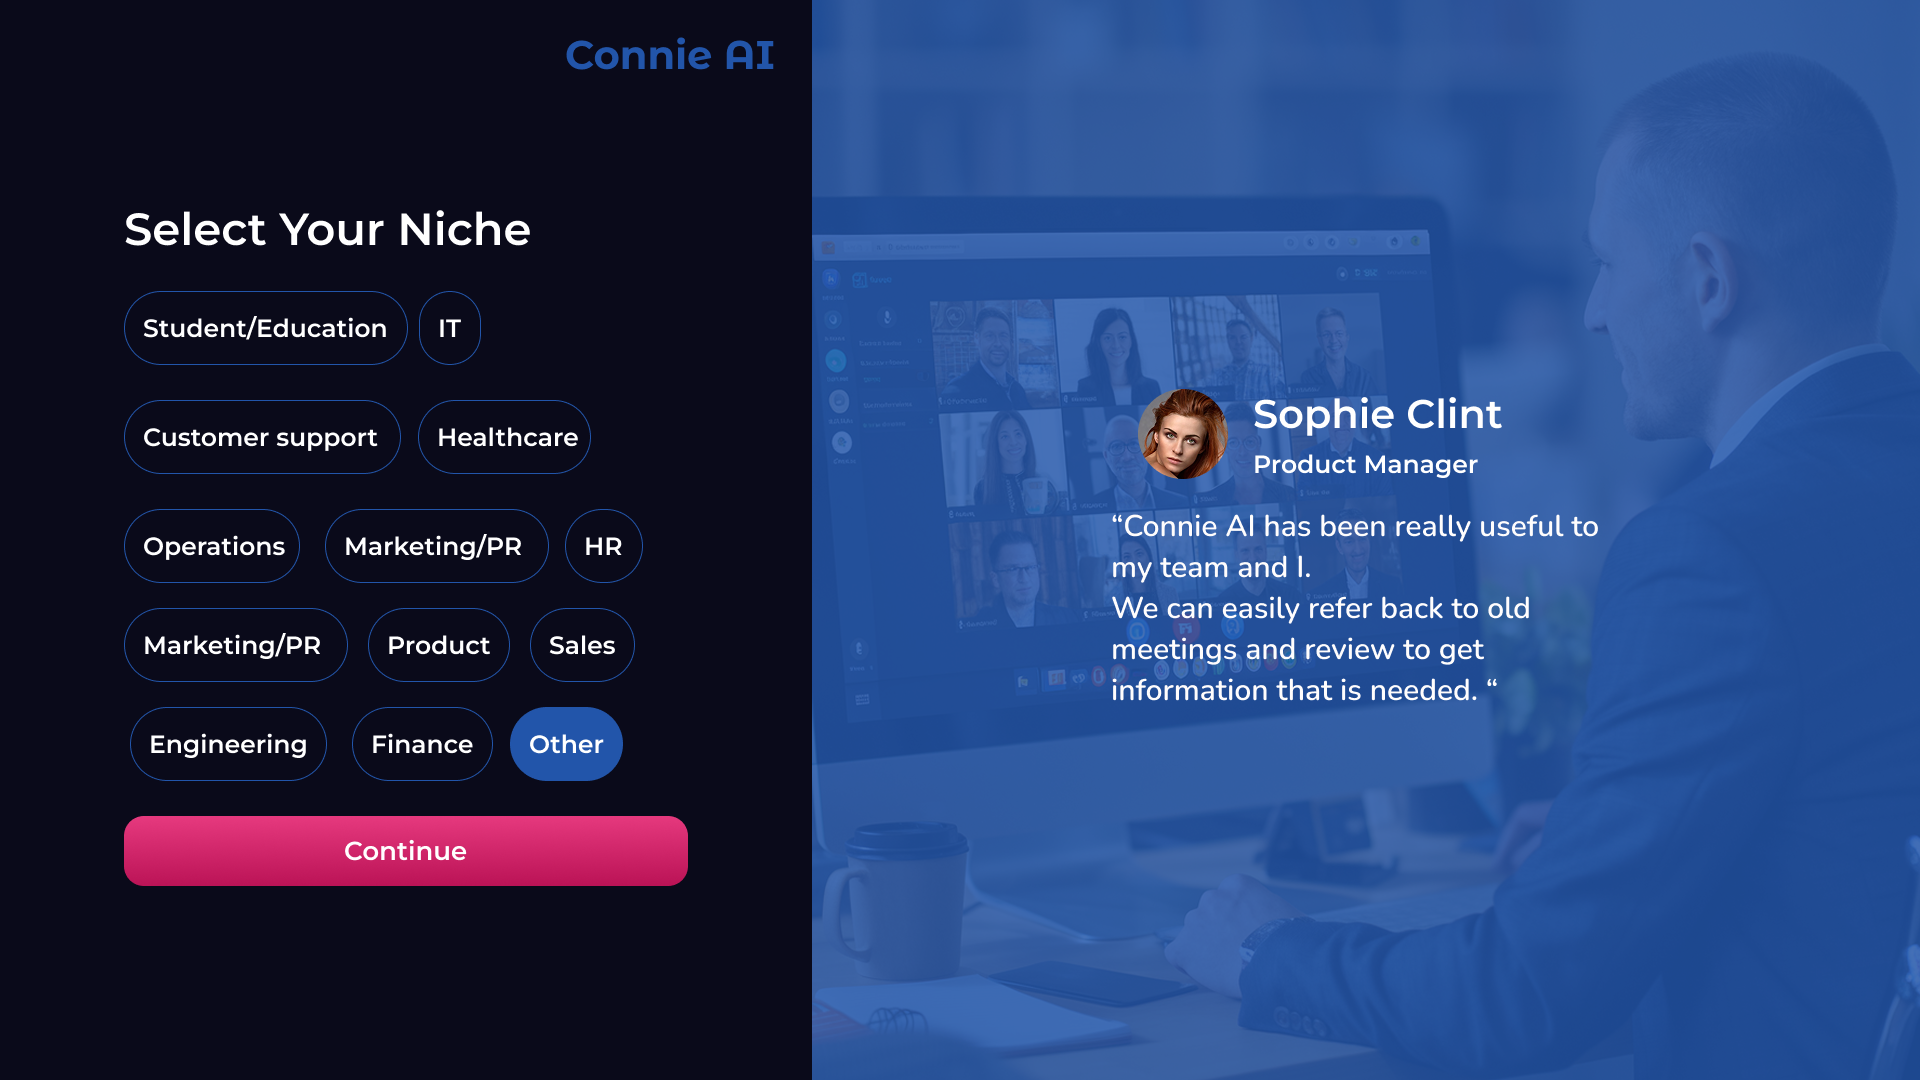 Connie AI
Select Your Niche
Student/Education
IT
Customer support
Healthcare
Operations
Marketing/PR
HR
Marketing/PR
Product
Sales
Engineering
Finance
Other
Continue
Sophie Clint
Product Manager
“Connie AI has been really useful to
my team and I.
We can easily refer back to old
meetings and review to get
information that is needed. “